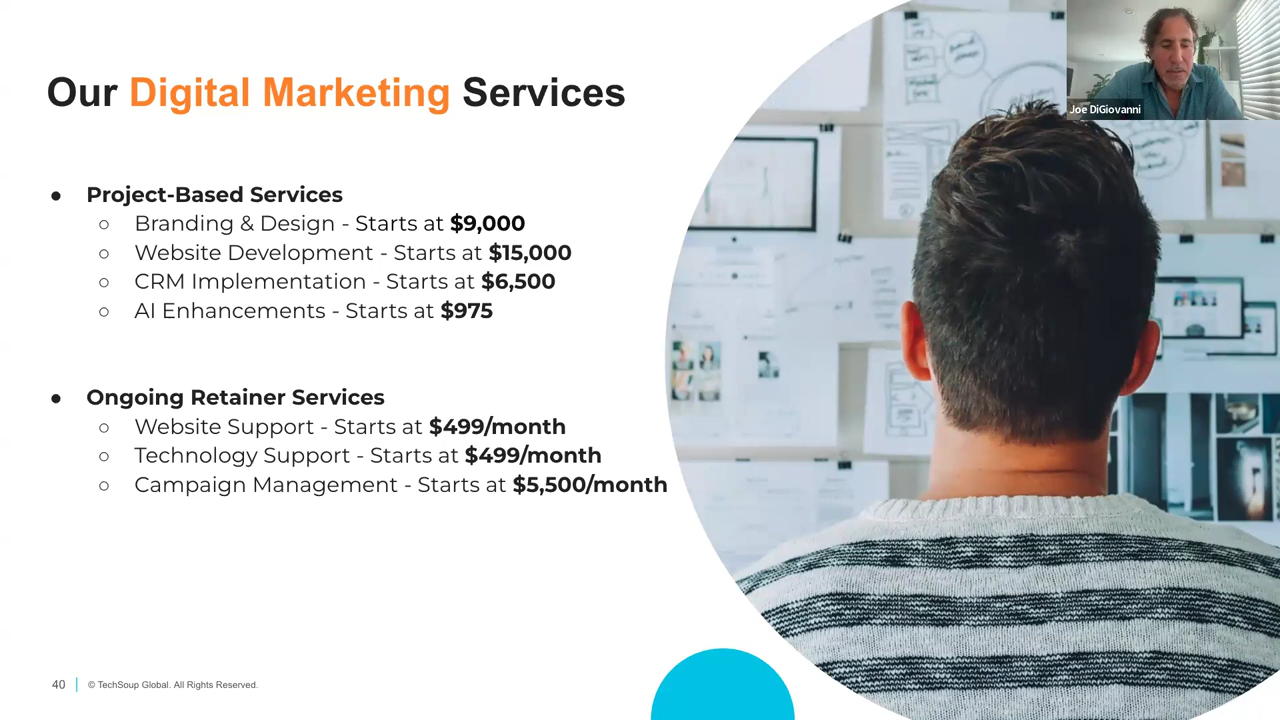 Our Digital Marketing Services
Joe DiGiovanni
● Project-Based Services
○ Branding & Design - Starts at $9,000
○ Website Development - Starts at $15,000
○ CRM Implementation - Starts at $6,500
○ AI Enhancements - Starts at $975
● Ongoing Retainer Services
○ Website Support - Starts at $499/month
○ Technology Support - Starts at $499/month
○ Campaign Management - Starts at $5,500/month
40 | © TechSoup Global. All Rights Reserved.